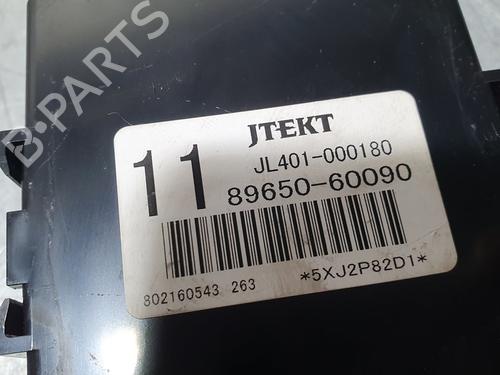 B-PARTS
JTEKT
11
JL401-000180
89650-60090
802160543 263
*5XJ2P82D1*